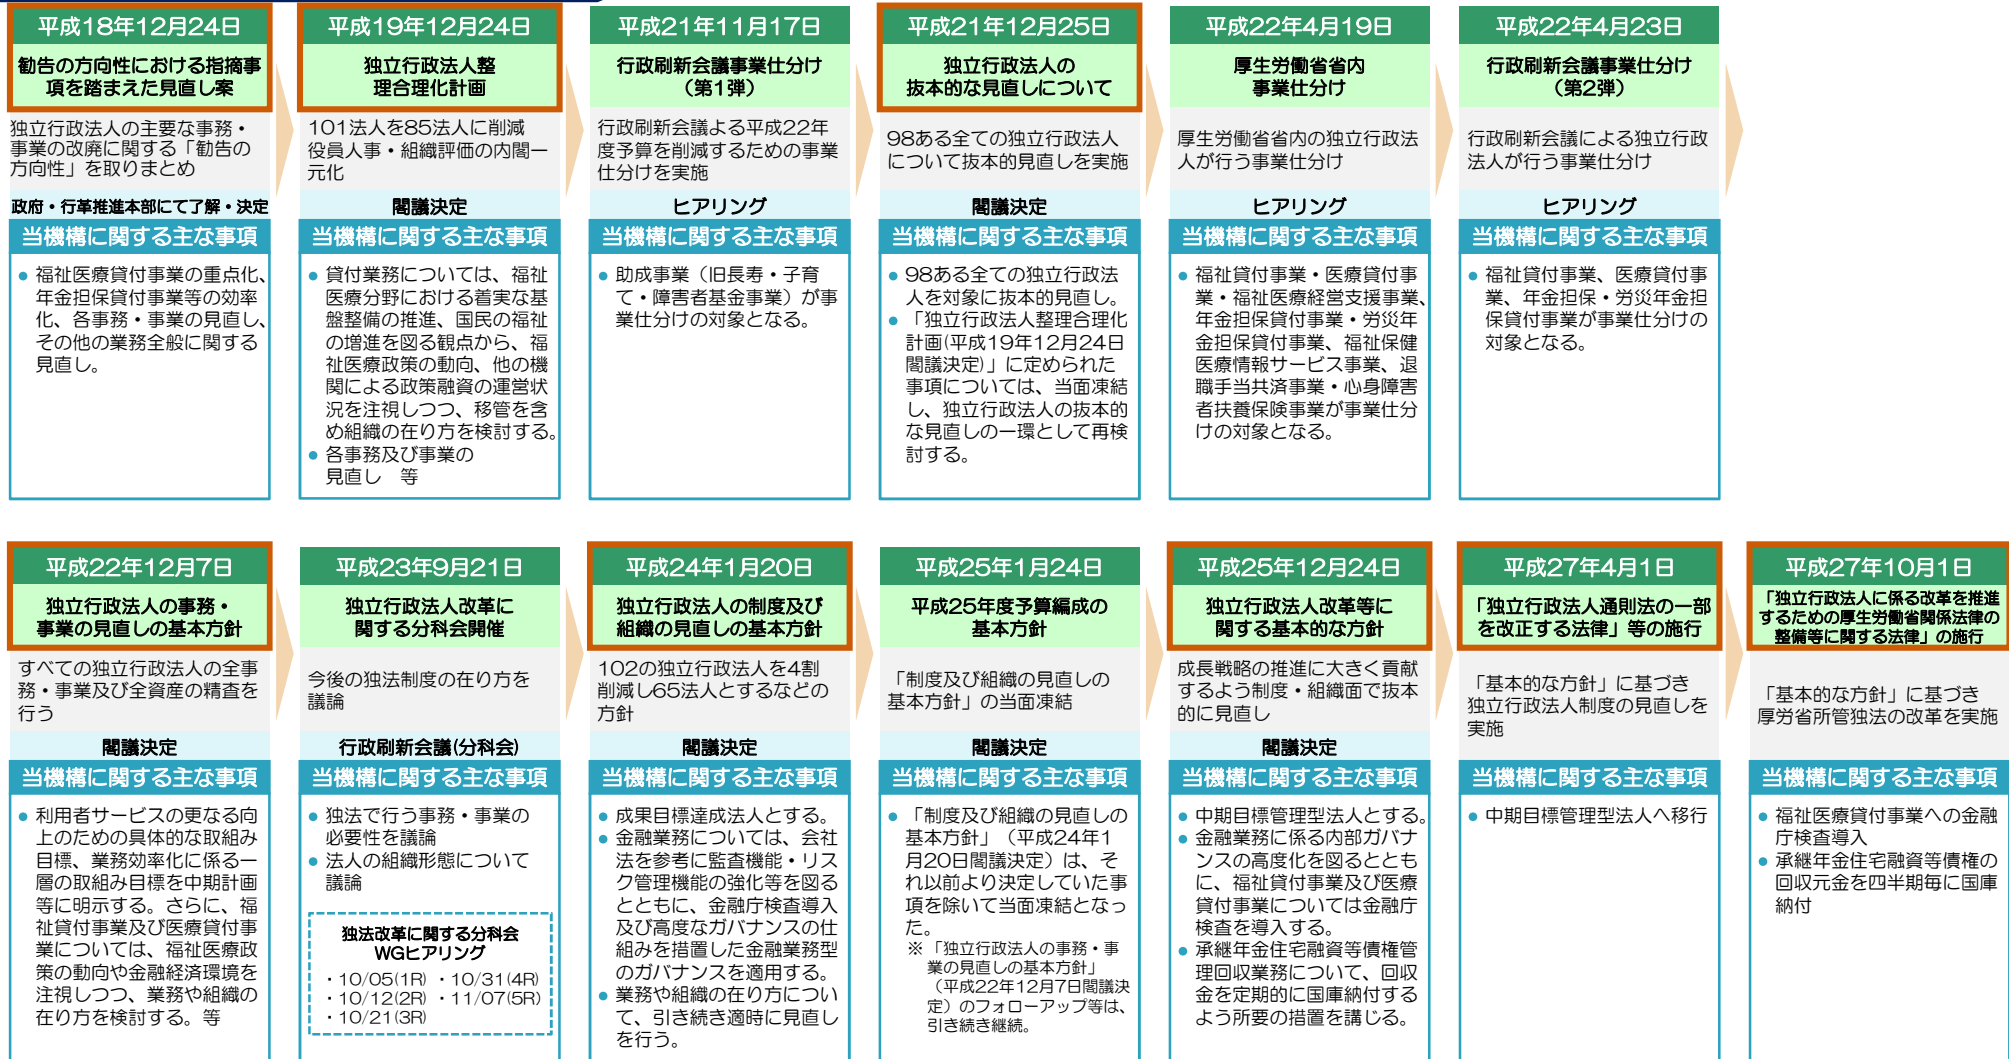 平成18年12月24日
勧告の方向性における指摘事
項を踏まえた見直し案
独立行政法人の主要な事務・
事業の改廃に関する「勧告の
方向性」を取りまとめ
政府・行革推進本部にて了解・決定
当機構に関する主な事項
● 福祉医療貸付事業の重点化、
年金担保貸付事業等の効率
化、各事務・事業の見直し、
その他の業務全般に関する
見直し。
平成19年12月24日
独立行政法人整
理合理化計画
101法人を85法人に削減
役員人事・組織評価の内閣一
元化
閣議決定
当機構に関する主な事項
● 貸付業務については、福祉
医療分野における着実な基
盤整備の推進、国民の福祉
の増進を図る観点から、福
祉医療政策の動向、他の機
関による政策融資の運営状
況を注視しつつ、移管を含
め組織の在り方を検討する。
● 各事務及び事業の
見直し 等
平成21年11月17日
行政刷新会議事業仕分け
（第1弾）
行政刷新会議よる平成22年
度予算を削減するための事業
仕分けを実施
ヒアリング
当機構に関する主な事項
● 助成事業（旧長寿・子育
て・障害者基金事業）が事
業仕分けの対象となる。
平成21年12月25日
独立行政法人の
抜本的な見直しについて
98ある全ての独立行政法人
について抜本的見直しを実施
閣議決定
当機構に関する主な事項
● 98ある全ての独立行政法
人を対象に抜本的見直し。
● 「独立行政法人整理合理化
計画(平成19年12月24日
閣議決定)」に定められた
事項については、当面凍結
し、独立行政法人の抜本的
な見直しの一環として再検
討する。
平成22年4月19日
厚生労働省省内
事業仕分け
厚生労働省省内の独立行政法
人が行う事業仕分け
ヒアリング
当機構に関する主な事項
● 福祉貸付事業・医療貸付事
業・福祉医療経営支援事業、
年金担保貸付事業・労災年
金担保貸付事業、福祉保健
医療情報サービス事業、退
職手当共済事業・心身障害
者扶養保険事業が事業仕分
けの対象となる。
平成22年4月23日
行政刷新会議事業仕分け
（第2弾）
行政刷新会議による独立行政
法人が行う事業仕分け
ヒアリング
当機構に関する主な事項
● 福祉貸付事業、医療貸付事
業、年金担保・労災年金担
保貸付事業が事業仕分けの
対象となる。
平成22年12月7日
独立行政法人の事務・
事業の見直しの基本方針
すべての独立行政法人の全事
務・事業及び全資産の精査を
行う
閣議決定
当機構に関する主な事項
● 利用者サービスの更なる向
上のための具体的な取組み
目標、業務効率化に係る一
層の取組み目標を中期計画
等に明示する。さらに、福
祉貸付事業及び医療貸付事
業については、福祉医療政
策の動向や金融経済環境を
注視しつつ、業務や組織の
在り方を検討する。等
平成23年9月21日
独立行政法人改革に
関する分科会開催
今後の独法制度の在り方を
議論
行政刷新会議(分科会)
当機構に関する主な事項
● 独法で行う事務・事業の
必要性を議論
● 法人の組織形態について
議論
独法改革に関する分科会
WGヒアリング
・10/05(1R) ・10/31(4R)
・10/12(2R) ・11/07(5R)
・10/21(3R)
平成24年1月20日
独立行政法人の制度及び
組織の見直しの基本方針
102の独立行政法人を4割
削減し65法人とするなどの
方針
閣議決定
当機構に関する主な事項
● 成果目標達成法人とする。
● 金融業務については、会社
法を参考に監査機能・リス
ク管理機能の強化等を図る
とともに、金融庁検査導入
及び高度なガバナンスの仕
組みを措置した金融業務型
のガバナンスを適用する。
● 業務や組織の在り方につい
て、引き続き適時に見直し
を行う。
平成25年1月24日
平成25年度予算編成の
基本方針
「制度及び組織の見直しの
基本方針」の当面凍結
閣議決定
当機構に関する主な事項
● 「制度及び組織の見直しの
基本方針」（平成24年1
月20日閣議決定）は、そ
れ以前より決定していた事
項を除いて当面凍結となっ
た。
※「独立行政法人の事務・事
業の見直しの基本方針」
（平成22年12月7日閣議決
定）のフォローアップ等は、
引き続き継続。
平成25年12月24日
独立行政法人改革等に
関する基本的な方針
成長戦略の推進に大きく貢献
するよう制度・組織面で抜本
的に見直し
閣議決定
当機構に関する主な事項
● 中期目標管理型法人とする。
● 金融業務に係る内部ガバナ
ンスの高度化を図るととも
に、福祉貸付事業及び医療
貸付事業については金融庁
検査を導入する。
● 承継年金住宅融資等債権管
理回収業務について、回収
金を定期的に国庫納付する
よう所要の措置を講じる。
平成27年4月1日
「独立行政法人通則法の一部
を改正する法律」等の施行
「基本的な方針」に基づき
独立行政法人制度の見直しを
実施
当機構に関する主な事項
● 中期目標管理型法人へ移行
平成27年10月1日
「独立行政法人に係る改革を推進
するための厚生労働省関係法律の
整備等に関する法律」の施行
「基本的な方針」に基づき
厚労省所管独法の改革を実施
当機構に関する主な事項
● 福祉医療貸付事業への金融
庁検査導入
● 承継年金住宅融資等債権の
回収元金を四半期毎に国庫
納付